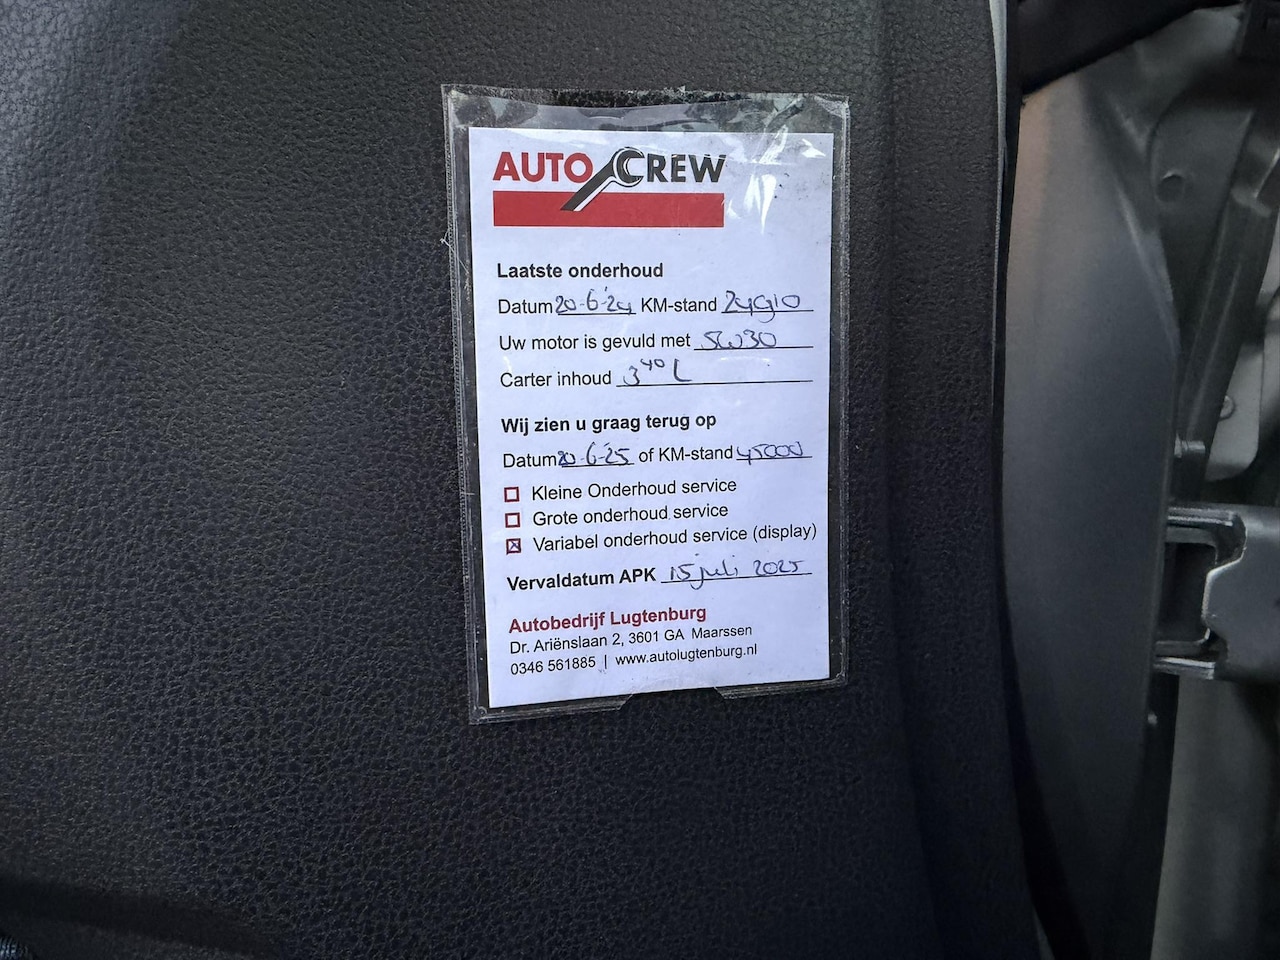 AUTO CREW
Laatste onderhoud
Datum 20-6-'24 KM-stand
Uw motor is gevuld met 5W30
Carter inhoud 3⁴⁰ L
Wij zien u graag terug op
Datum 20-6-'25 of KM-stand 45000
Kleine Onderhoud service
Grote onderhoud service
☒ Variabel onderhoud service (display)
Vervaldatum APK 15 juli 2025
Autobedrijf Lugtenburg
Dr. Ariënslaan 2, 3601 GA Maarssen
0346 561885 | www.autolugtenburg.nl